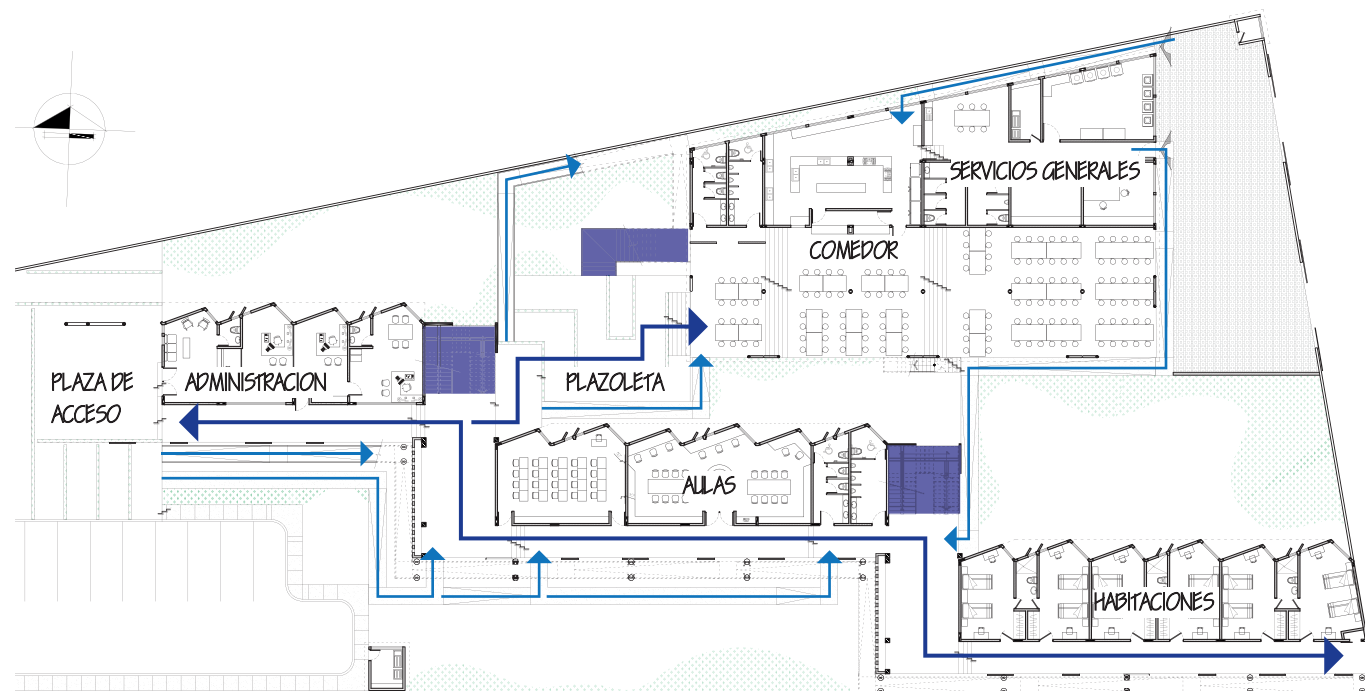 SERVICIOS GENERALES
COMEDOR
PLAZA DE
ACCESO
ADMINISTRACION
PLAZOLETA
AULAS
HABITACIONES